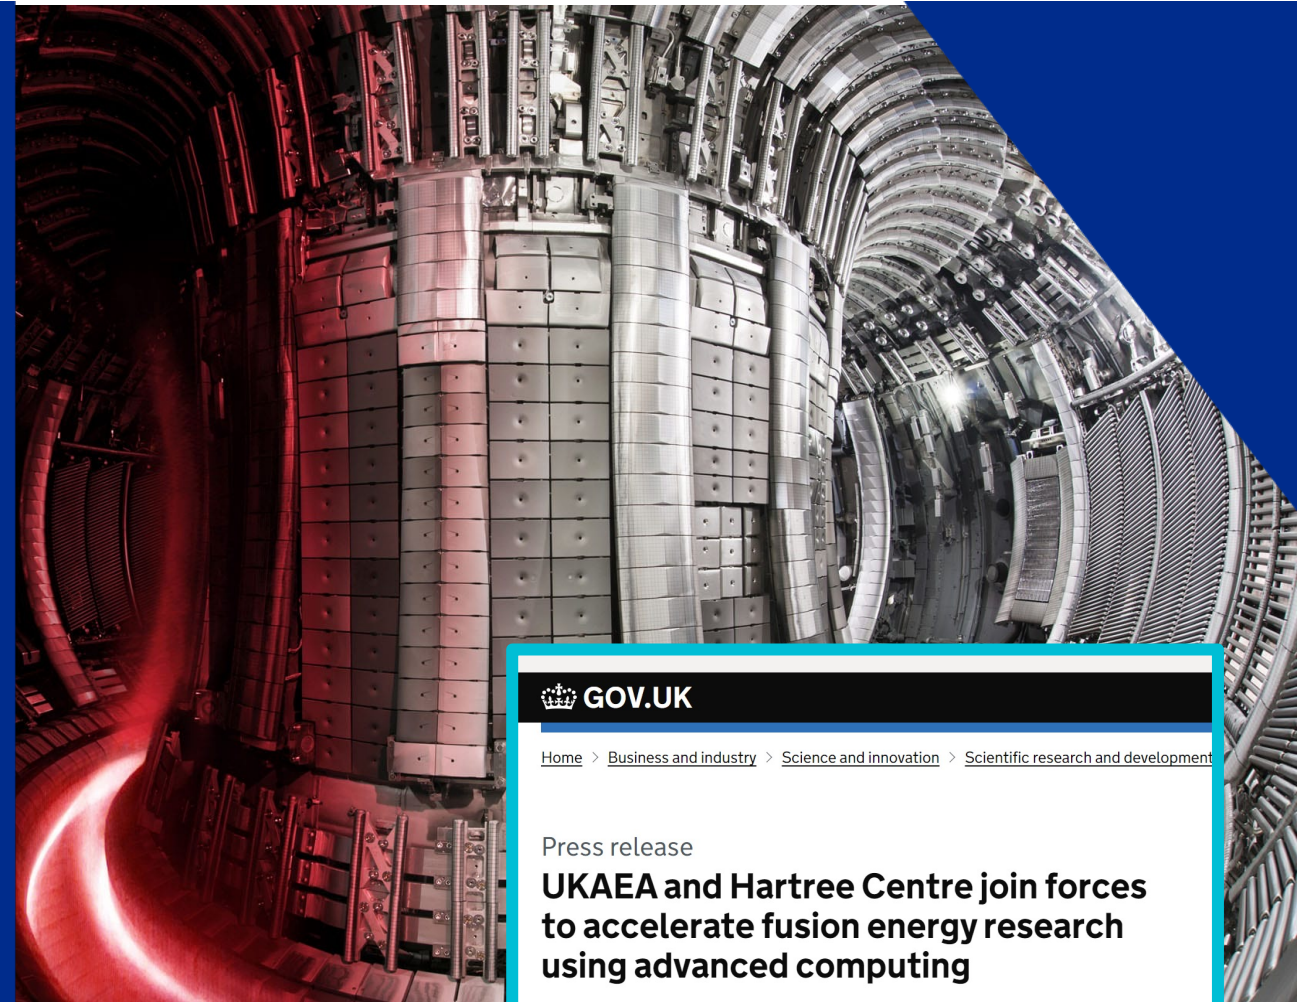 GOV.UK
Home > Business and industry > Science and innovation > Scientific research and development
Press release
UKAEA and Hartree Centre join forces
to accelerate fusion energy research
using advanced computing